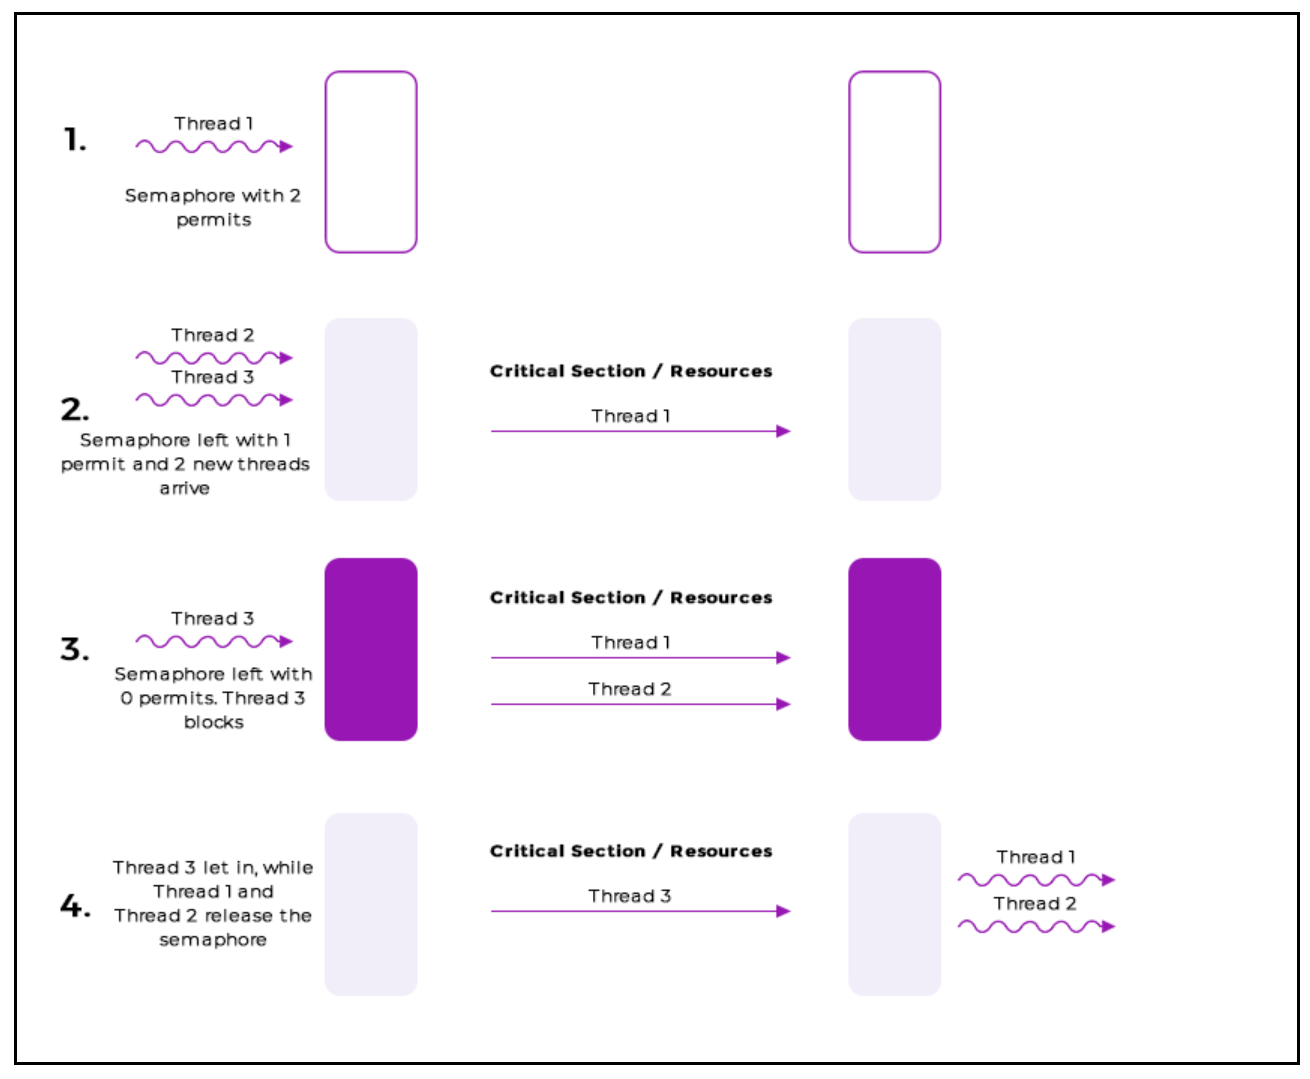 1.
Thread 1
Semaphore with 2
permits
Thread 2
Thread 3
2.
Semaphore left with 1
permit and 2 new threads
arrive
Critical Section / Resources
Thread 1
3.
Thread 3
Semaphore left with
0 permits. Thread 3
blocks
Critical Section / Resources
Thread 1
Thread 2
4.
Thread 3 let in, while
Thread 1 and
Thread 2 release the
semaphore
Critical Section / Resources
Thread 3
Thread 1
Thread 2